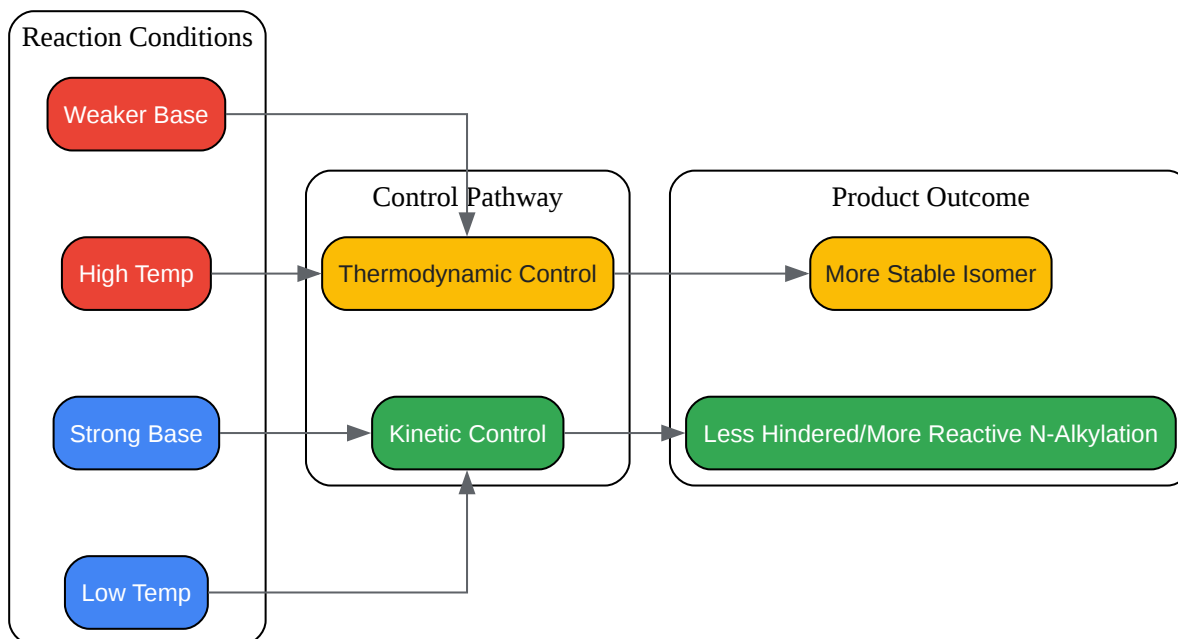 Reaction Conditions
Weaker Base
High Temp
Strong Base
Low Temp
Control Pathway
Thermodynamic Control
Kinetic Control
Product Outcome
More Stable Isomer
Less Hindered/More Reactive N-Alkylation